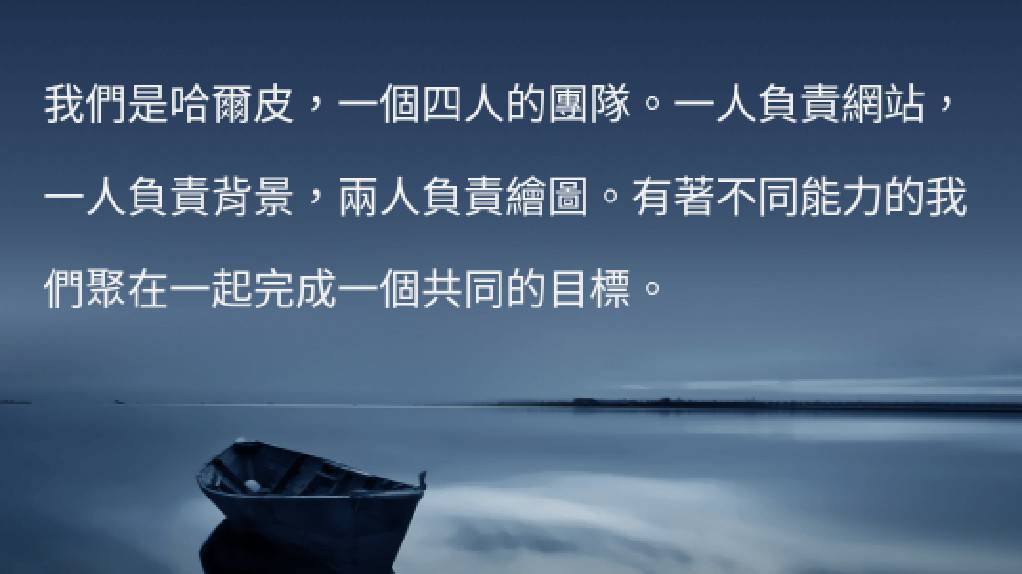 我們是哈爾皮，一個四人的團隊。一人負責網站，
一人負責背景，兩人負責繪圖。有著不同能力的我
們聚在一起完成一個共同的目標。